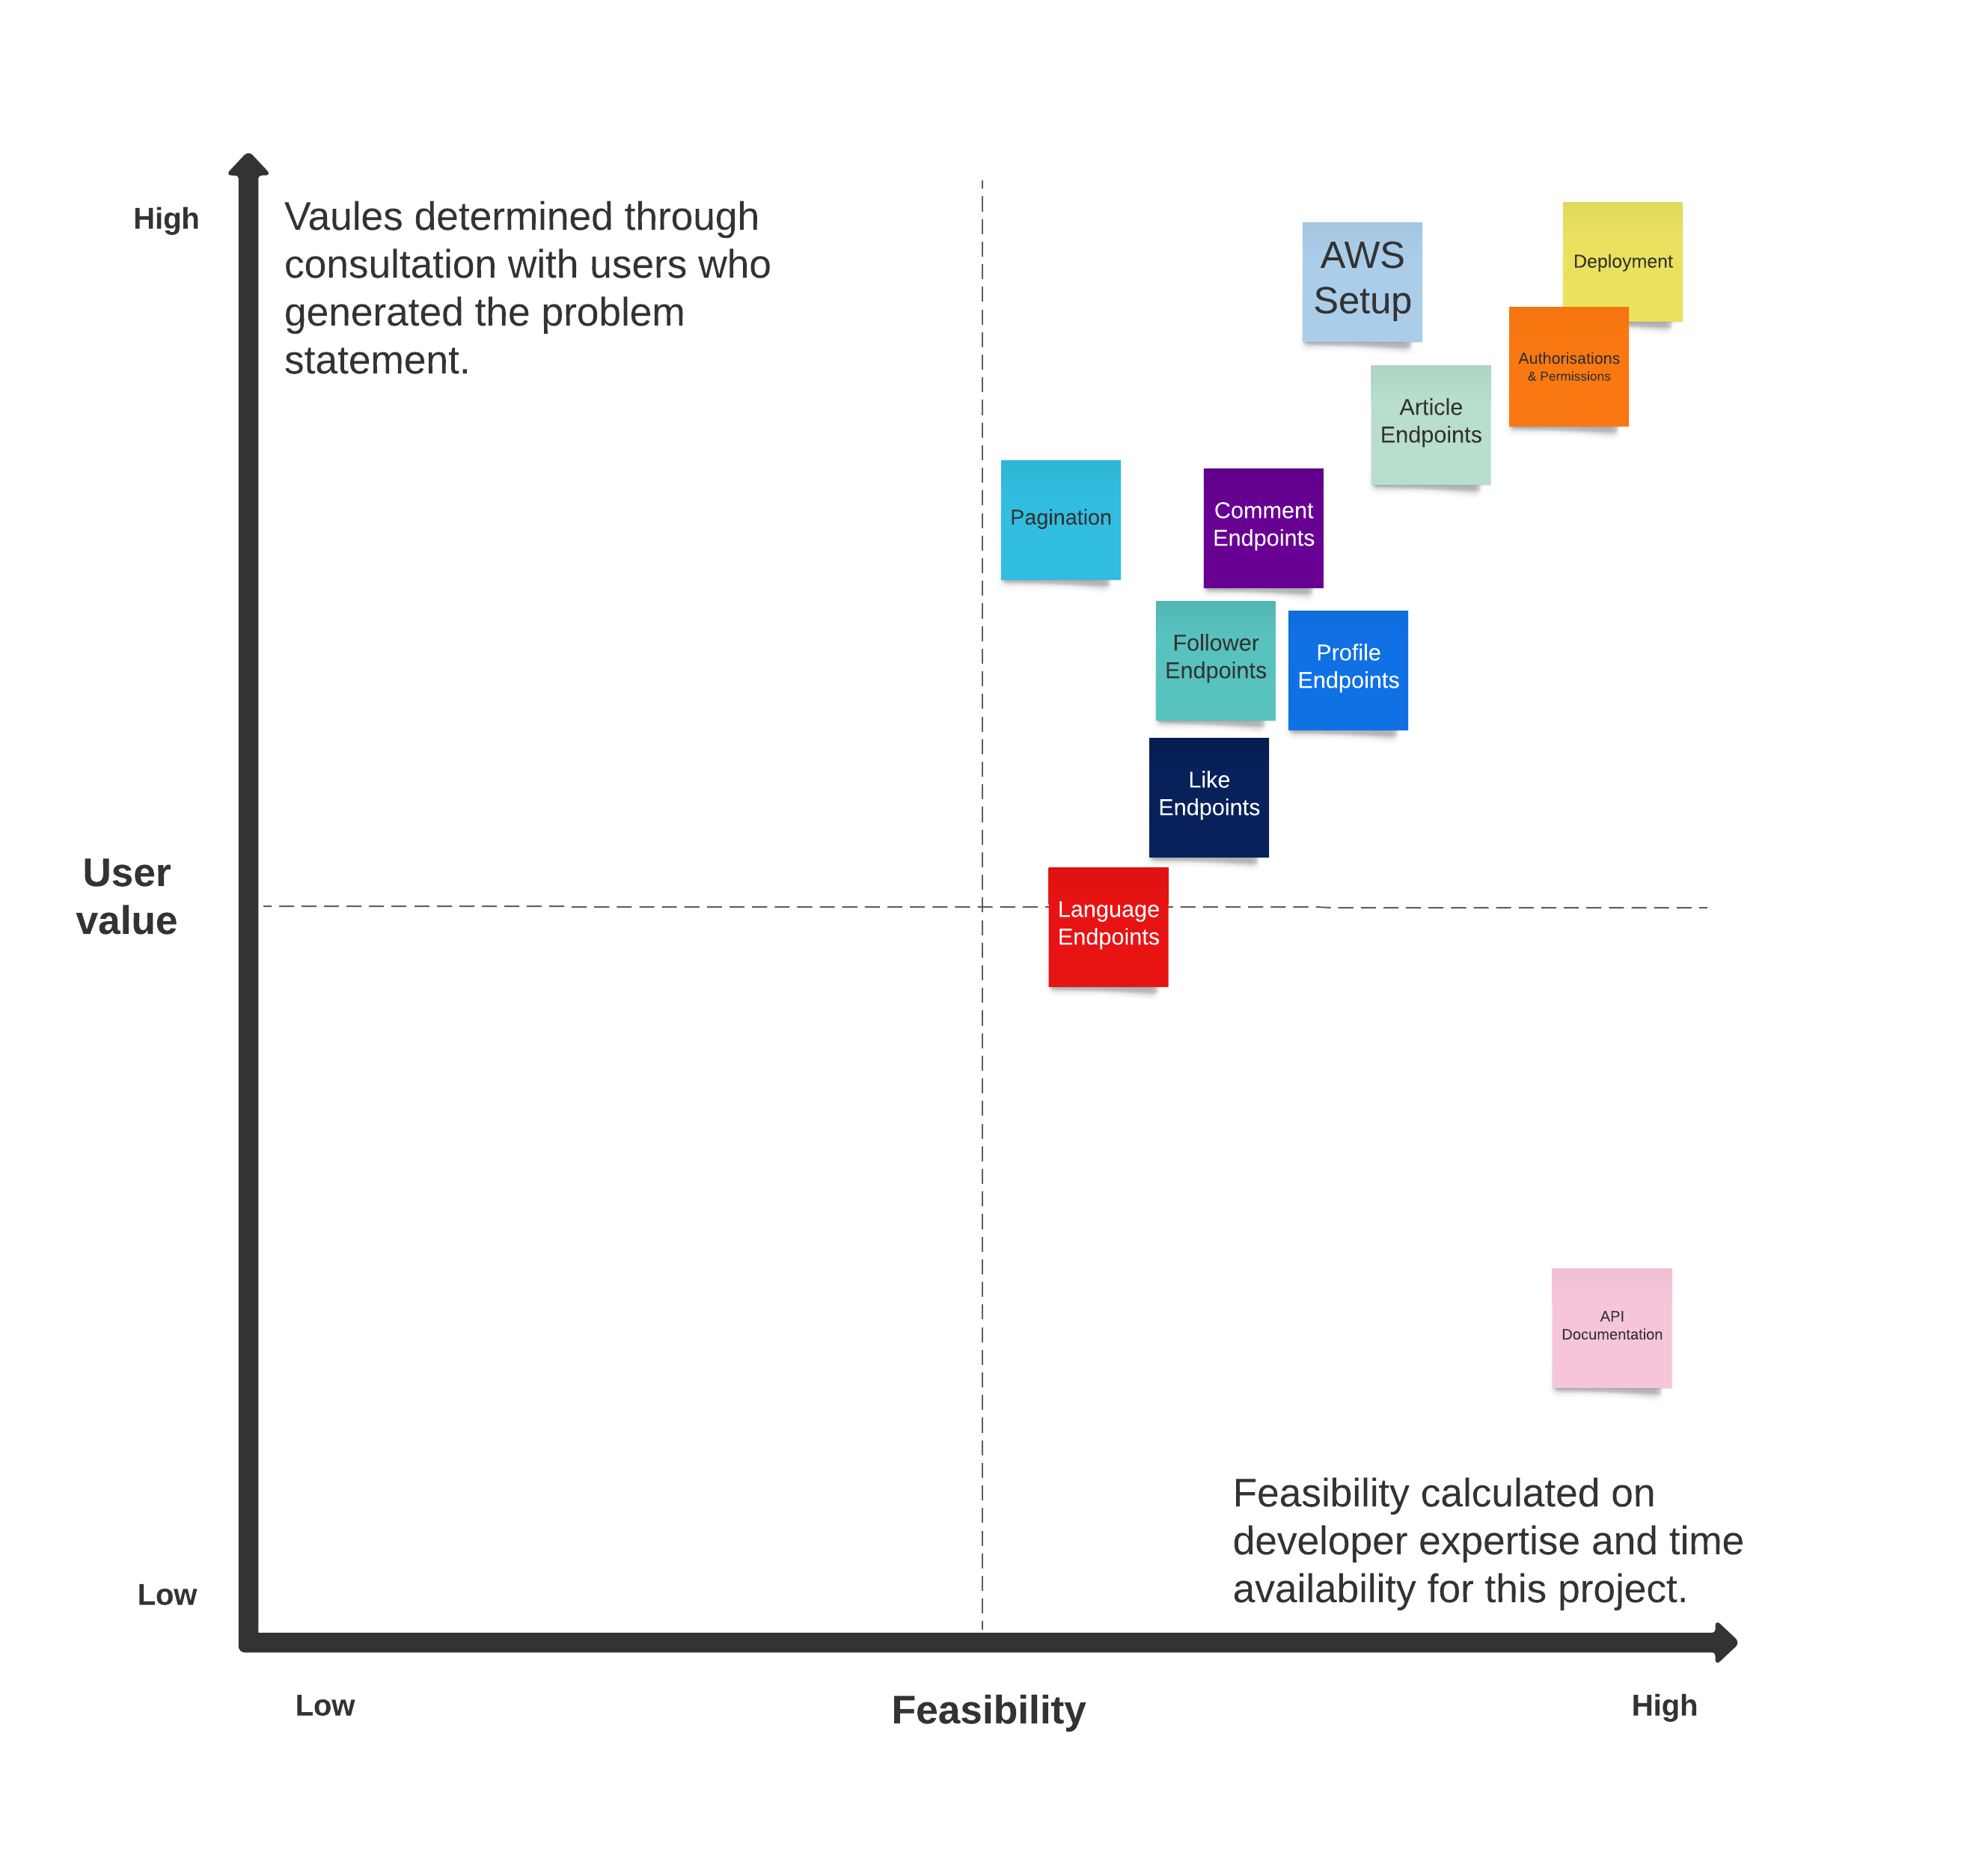 High
Vaules determined through
consultation with users who
generated the problem
statement.
AWS
Setup
Deployment
Authorisations
& Permissions
Article
Endpoints
Pagination
Comment
Endpoints
Follower
Endpoints
Profile
Endpoints
Like
Endpoints
User
value
Language
Endpoints
API
Documentation
Feasibility calculated on
developer expertise and time
availability for this project.
Low
Low
Feasibility
High